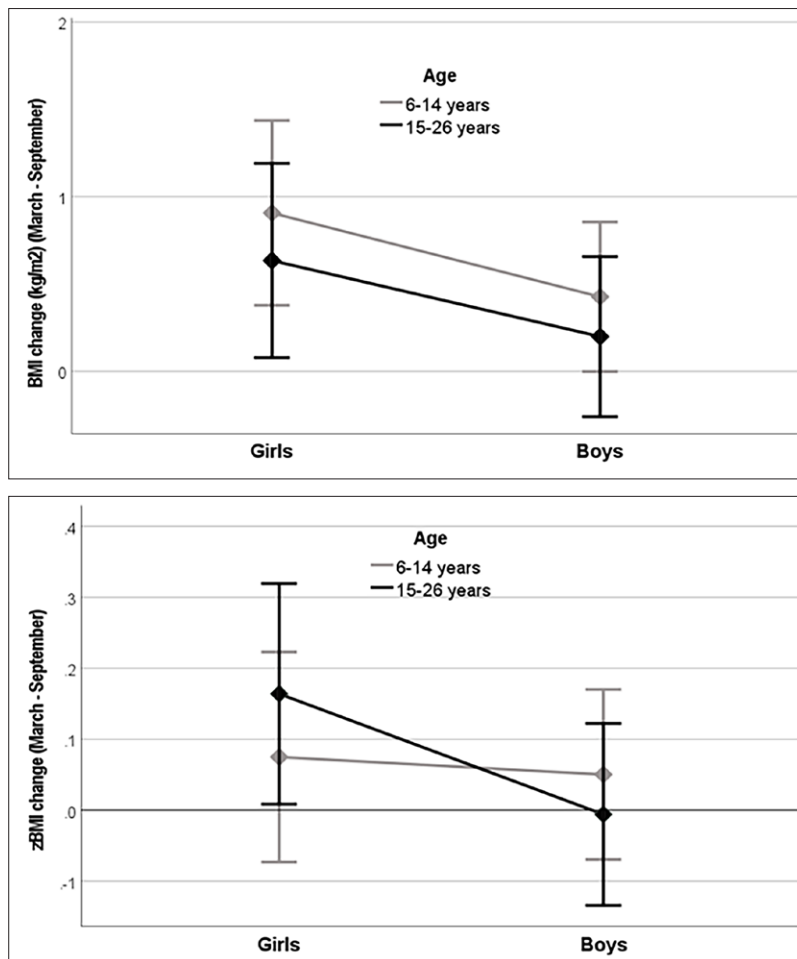 2
Age
6-14 years
15-26 years
1
0
BMI change (kg/m2) (March - September)
Girls Boys
.4
Age
6-14 years
15-26 years
.3
.2
.1
.0
-.1
zBMI change (March - September)
Girls Boys